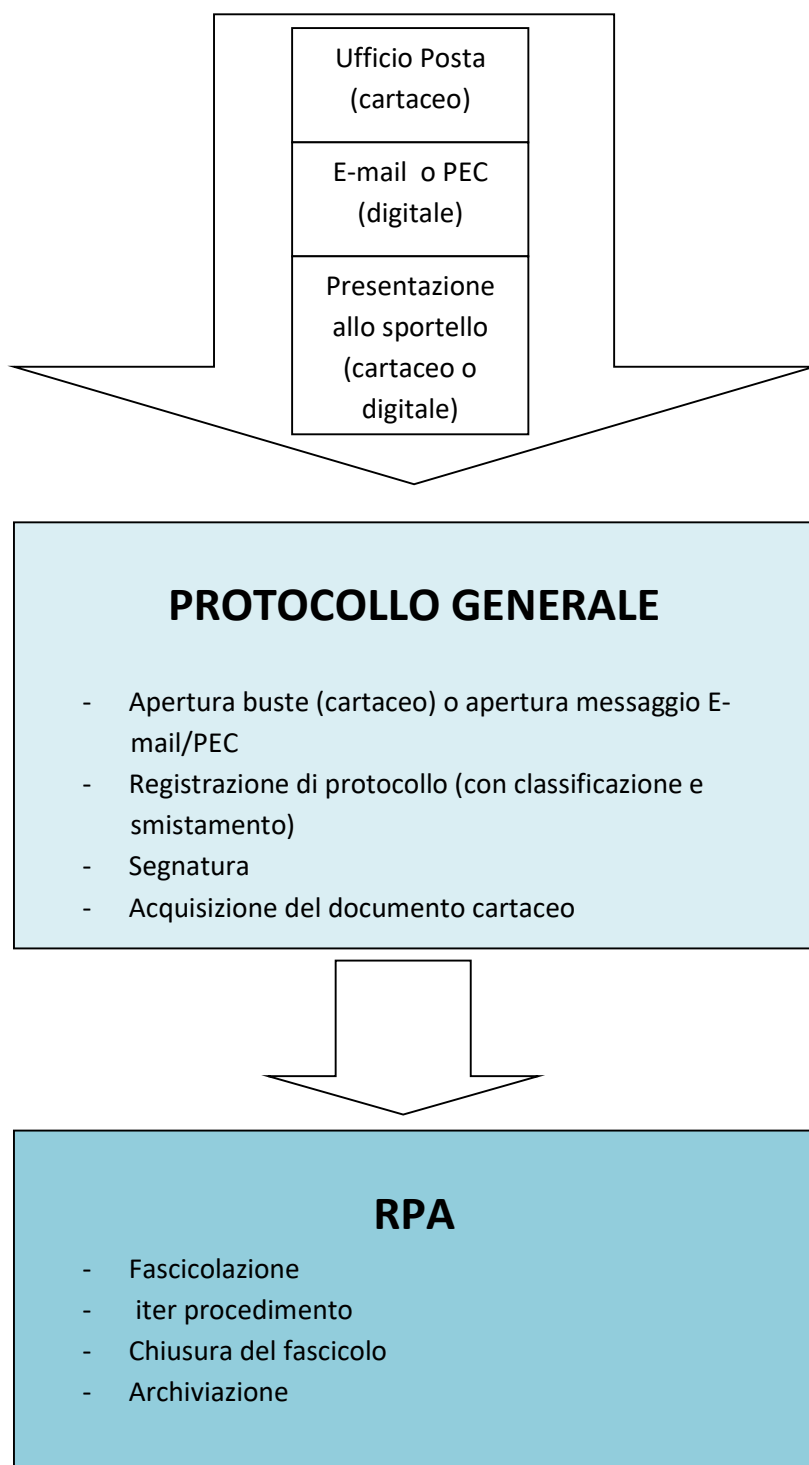 Ufficio Posta
(cartaceo)
E-mail o PEC
(digitale)
Presentazione
allo sportello
(cartaceo o
digitale)
PROTOCOLLO GENERALE
- Apertura buste (cartaceo) o apertura messaggio E-
mail/PEC
- Registrazione di protocollo (con classificazione e
smistamento)
- Segnatura
- Acquisizione del documento cartaceo
RPA
- Fascicolazione
- iter procedimento
- Chiusura del fascicolo
- Archiviazione